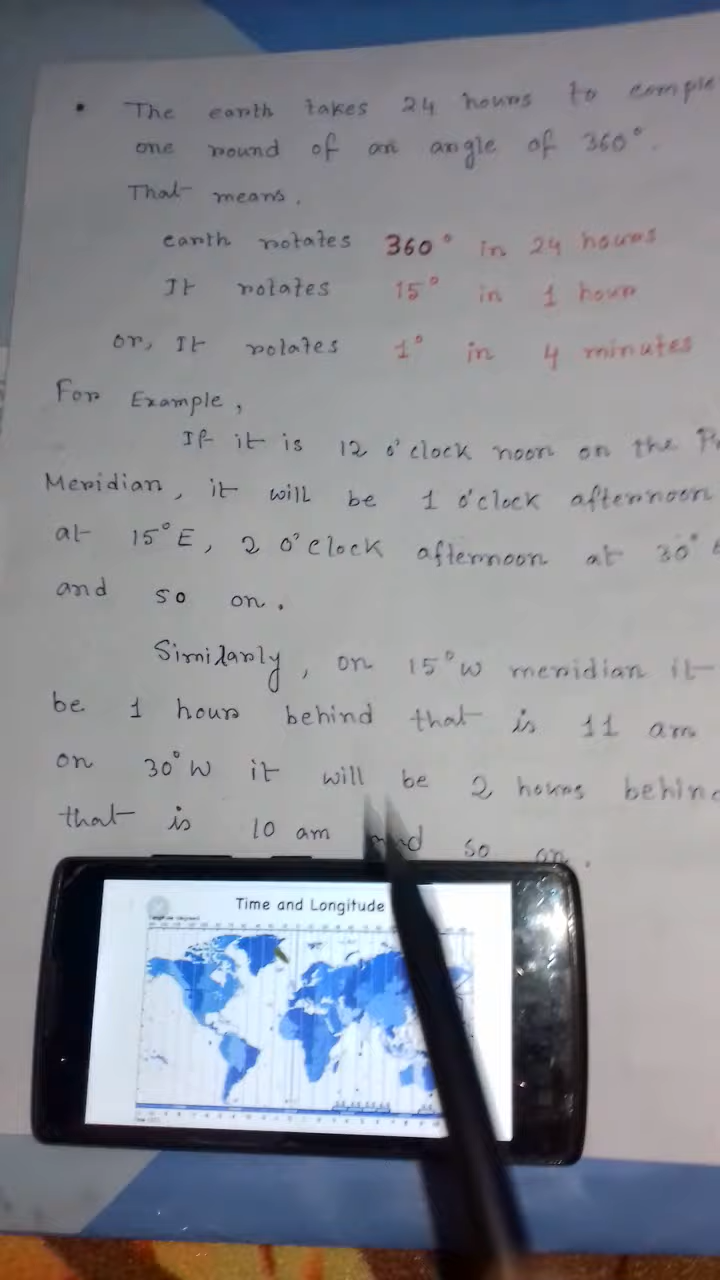 • The earth takes 24 hours to comple
one round of an angle of 360°.
That means,
earth rotates 360° in 24 hours
It rotates 15° in 1 hour
or, It rotates 1° in 4 minutes
For Example,
If it is 12 o'clock noon on the Pr
Meridian, it will be 1 o'clock afternoon
at 15°E, 2 O'Clock afternoon at 30°
and so on.
Similarly, on 15°W meridian it
be 1 hour behind that is 11 am
on 30°W it will be 2 hours behind
that is 10 am and so on.
Time and Longitude